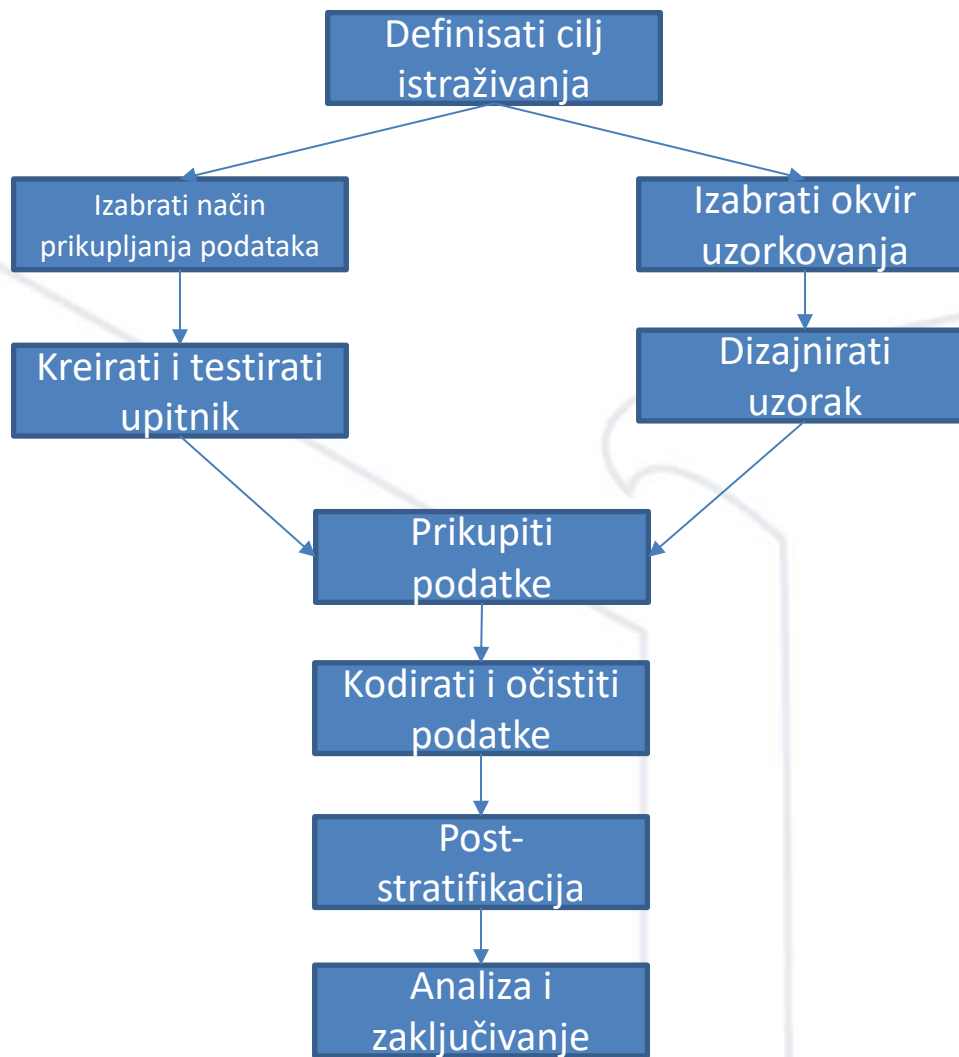 Definisati cilj
istraživanja
Izabrati način
prikupljanja podataka
Izabrati okvir
uzorkovanja
Kreirati i testirati
upitnik
Dizajnirati
uzorak
Prikupiti
podatke
Kodirati i očistiti
podatke
Post-
stratifikacija
Analiza i
zaključivanje